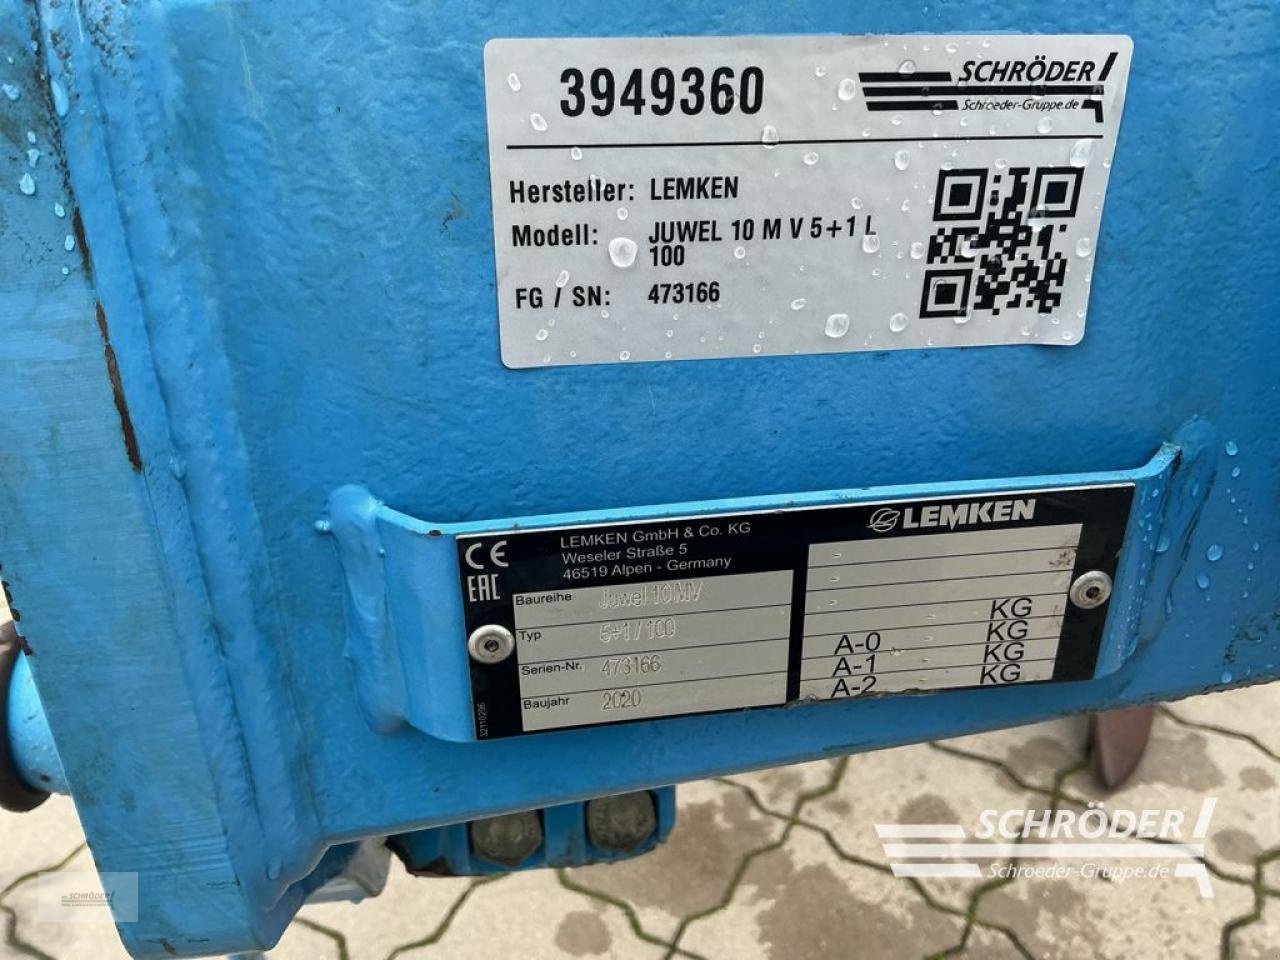 3949360
SCHRÖDER
Schroeder-Gruppe.de
Hersteller: LEMKEN
Modell: JUWEL 10 M V 5+1 L
100
FG / SN: 473166
LEMKEN
CE
EAC
LEMKEN GmbH & Co. KG
Weseler Straße 5
46519 Alpen - Germany
Baureihe Juwel 10 MV
Typ 5+1 / 100
Serien-Nr. 473166
Baujahr 2020
32110296
KG
A-0 KG
A-1 KG
A-2 KG
SCHRÖDER
Schroeder-Gruppe.de
SCHRÖDER